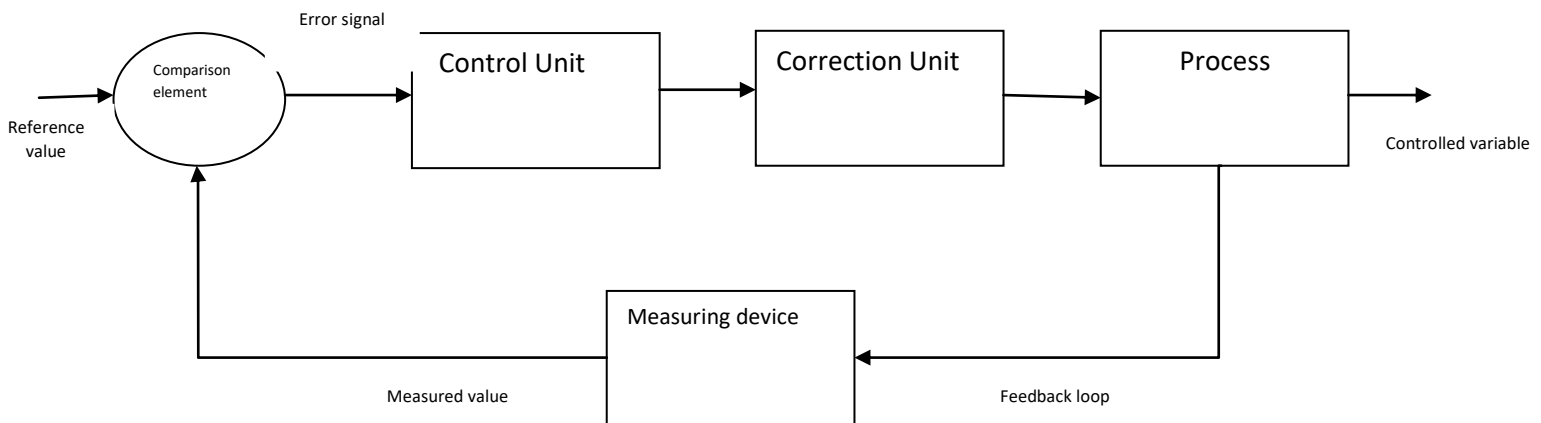 Error signal
Comparison
element
Control Unit
Correction Unit
Process
Reference
value
Controlled variable
Measuring device
Measured value
Feedback loop